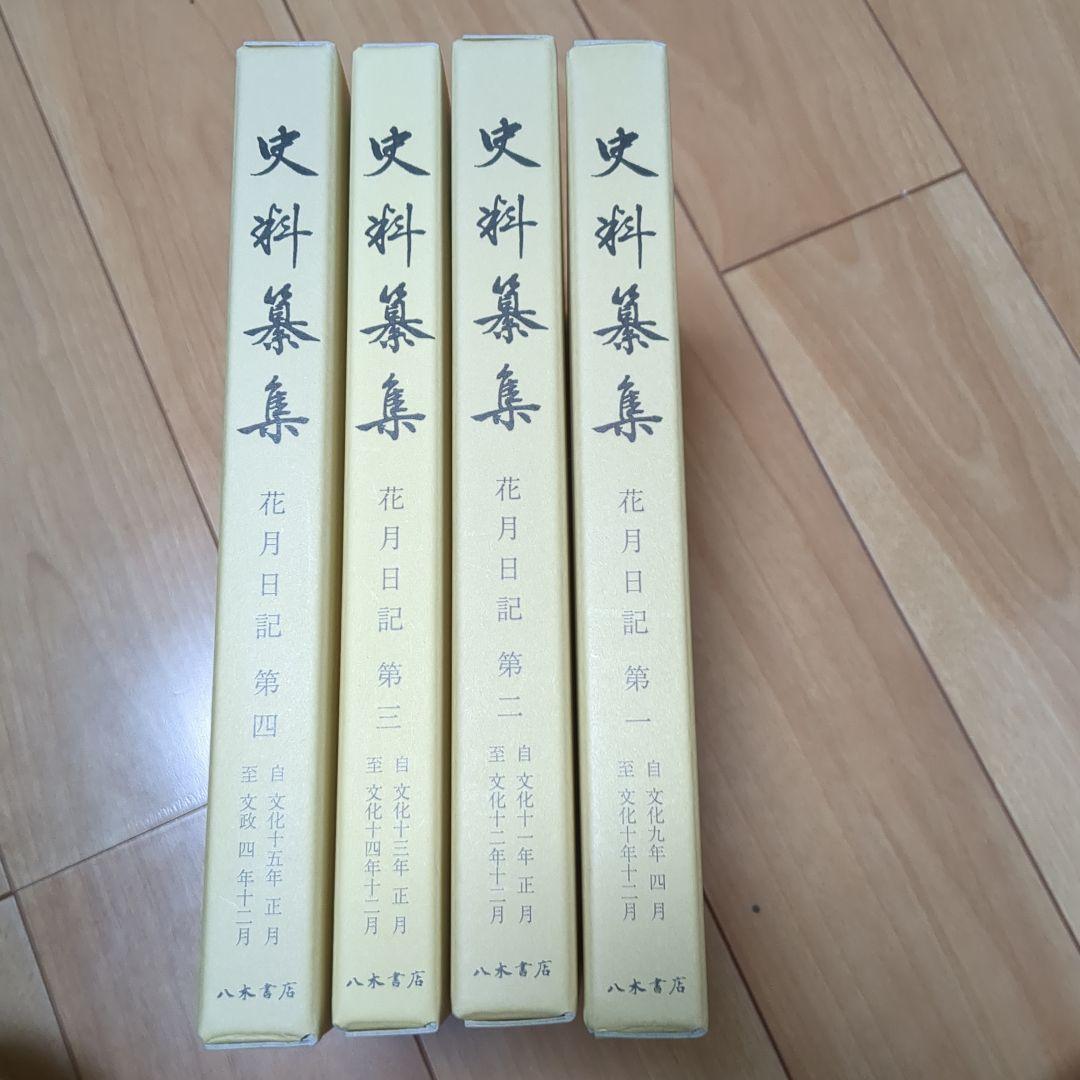 史料纂集
花月日記 第一
自 文化九年 四 月
至 文化十年十二月
八木書店
史料纂集
花月日記 第二
自 文化十一年 正 月
至 文化十二年十二月
八木書店
史料纂集
花月日記 第三
自 文化十三年 正 月
至 文化十四年十二月
八木書店
史料纂集
花月日記 第四
自 文化十五年 正 月
至 文政 四 年十二月
八木書店